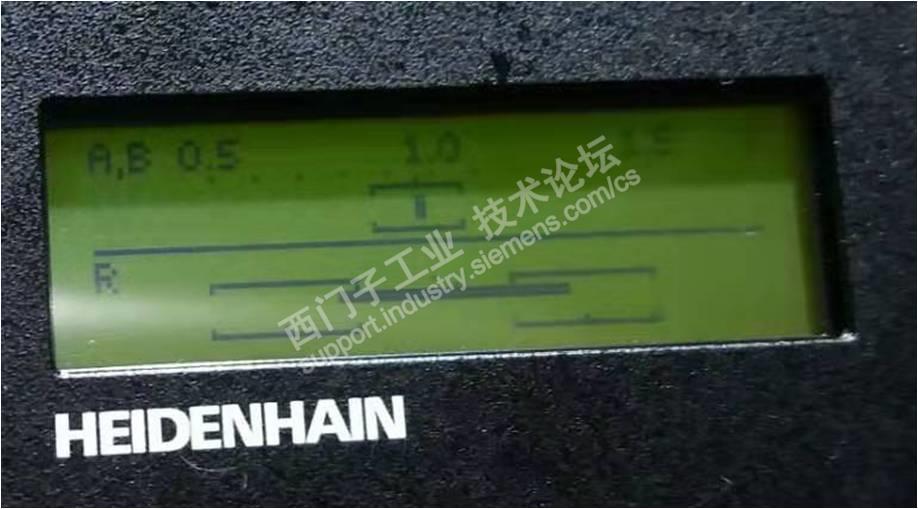 A,B 0.5 1.0 1.5
R
西门子工业 技术论坛
support.industry.siemens.com/cs
HEIDENHAIN